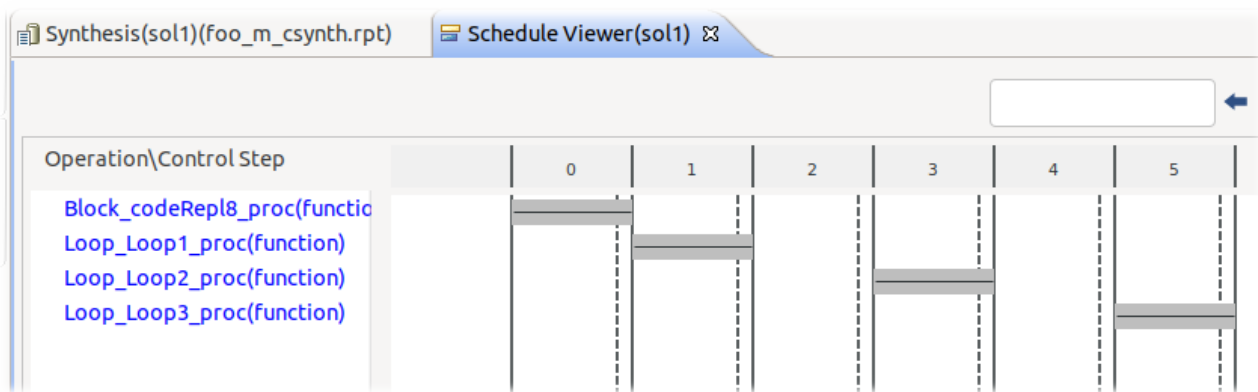 Synthesis(sol1)(foo_m_csynth.rpt) Schedule Viewer(sol1)
Operation\Control Step 0 1 2 3 4 5
Block_codeRepl8_proc(functio
Loop_Loop1_proc(function)
Loop_Loop2_proc(function)
Loop_Loop3_proc(function)